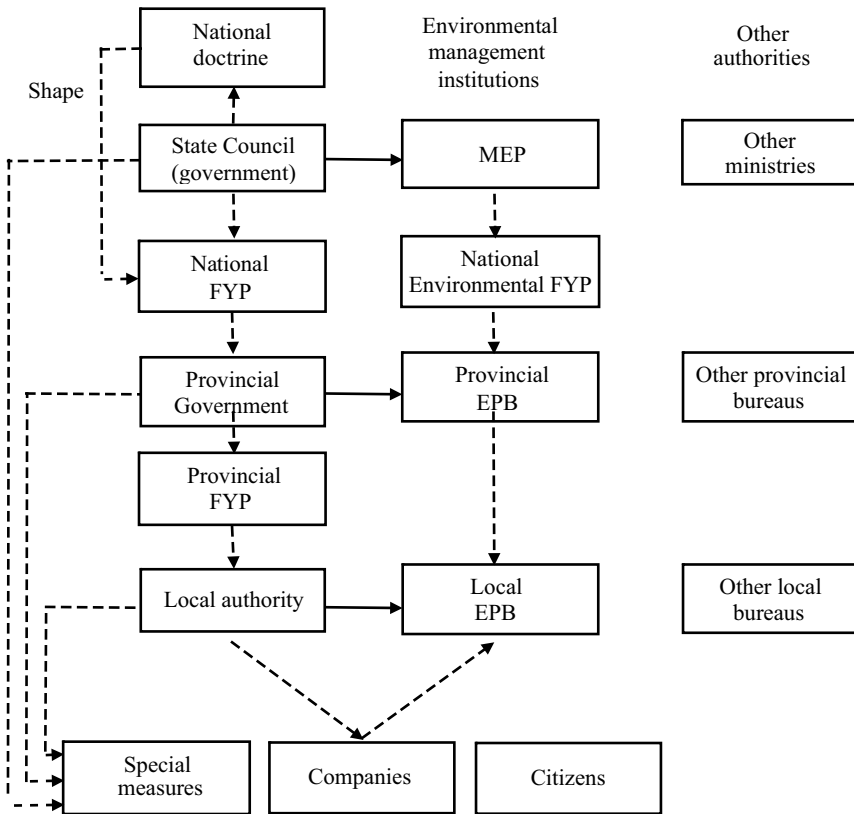 National
doctrine
Environmental
management
institutions
Other
authorities
Shape
State Council
(government)
MEP
Other
ministries
National
FYP
National
Environmental FYP
Provincial
Government
Provincial
EPB
Other provincial
bureaus
Provincial
FYP
Local authority
Local
EPB
Other local
bureaus
Special
measures
Companies
Citizens